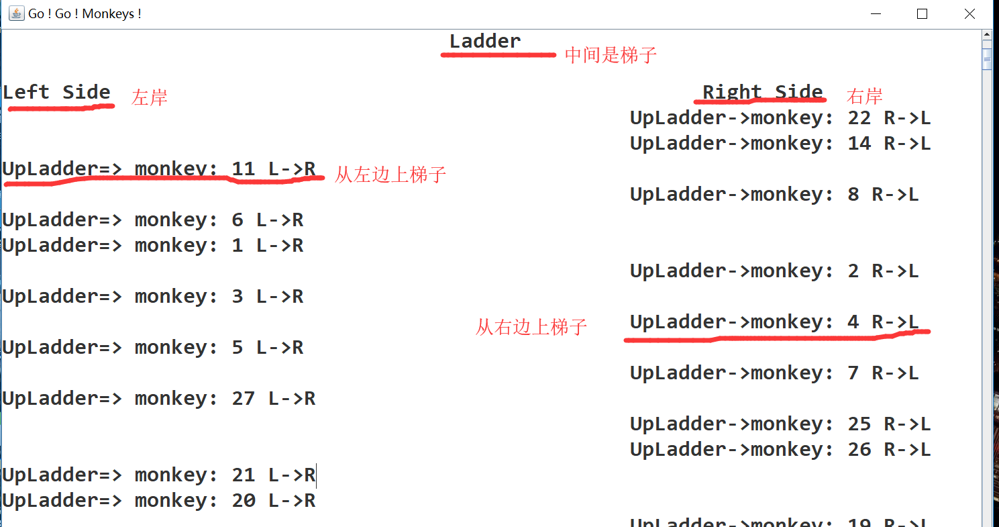 Go ! Go ! Monkeys !
Ladder
中间是梯子
Left Side
左岸
Right Side
右岸
UpLadder->monkey: 22 R->L
UpLadder->monkey: 14 R->L
UpLadder=> monkey: 11 L->R
从左边上梯子
UpLadder->monkey: 8 R->L
UpLadder=> monkey: 6 L->R
UpLadder=> monkey: 1 L->R
UpLadder->monkey: 2 R->L
UpLadder=> monkey: 3 L->R
从右边上梯子
UpLadder->monkey: 4 R->L
UpLadder=> monkey: 5 L->R
UpLadder->monkey: 7 R->L
UpLadder=> monkey: 27 L->R
UpLadder->monkey: 25 R->L
UpLadder->monkey: 26 R->L
UpLadder=> monkey: 21 L->R
UpLadder=> monkey: 20 L->R
UpLadder->monkey: 19 R->L